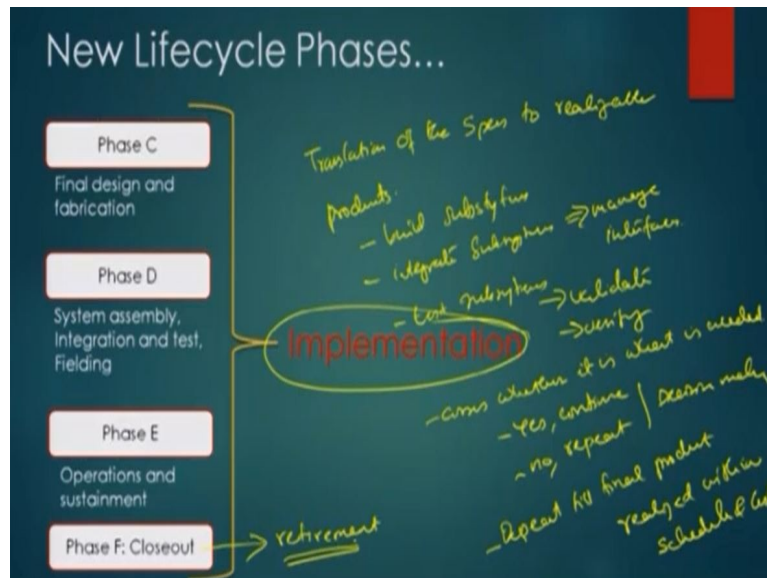 New Lifecycle Phases...
Phase C
Final design and
fabrication
Phase D
System assembly,
Integration and test,
Fielding
Phase E
Operations and
sustainment
Phase F: Closeout
Implementation
Translation of the Specs to realizable
products.
- build subsystems
- integrate Subsystems => manage
interfaces.
- test subsystems -> validate
-> verify
- assess whether it is what is needed
- yes, continue
- no, repeat
Decision making
- Repeat till final product
realized within
schedule &
retirement